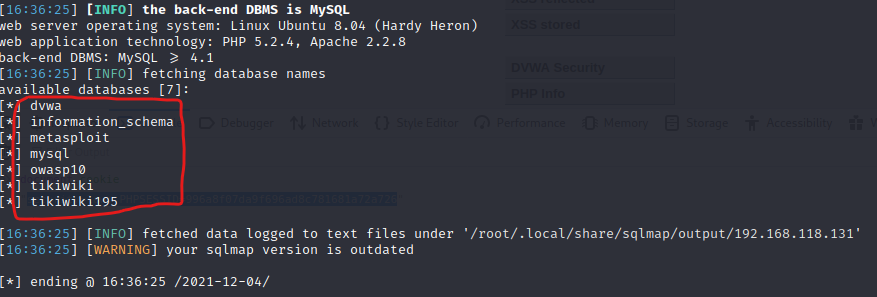 [16:36:25] [INFO] the back-end DBMS is MySQL
web server operating system: Linux Ubuntu 8.04 (Hardy Heron)
web application technology: PHP 5.2.4, Apache 2.2.8
back-end DBMS: MySQL ≥ 4.1
[16:36:25] [INFO] fetching database names
available databases [7]:
[*] dvwa
[*] information_schema
[*] metasploit
[*] mysql
[*] owasp10
[*] tikiwiki
[*] tikiwiki195
[16:36:25] [INFO] fetched data logged to text files under '/root/.local/share/sqlmap/output/192.168.118.131'
[16:36:25] [WARNING] your sqlmap version is outdated
[*] ending @ 16:36:25 /2021-12-04/
XSS reflected
XSS stored
DVWA Security
PHP Info
Debugger
Network
Style Editor
Performance
Memory
Storage
Accessibility